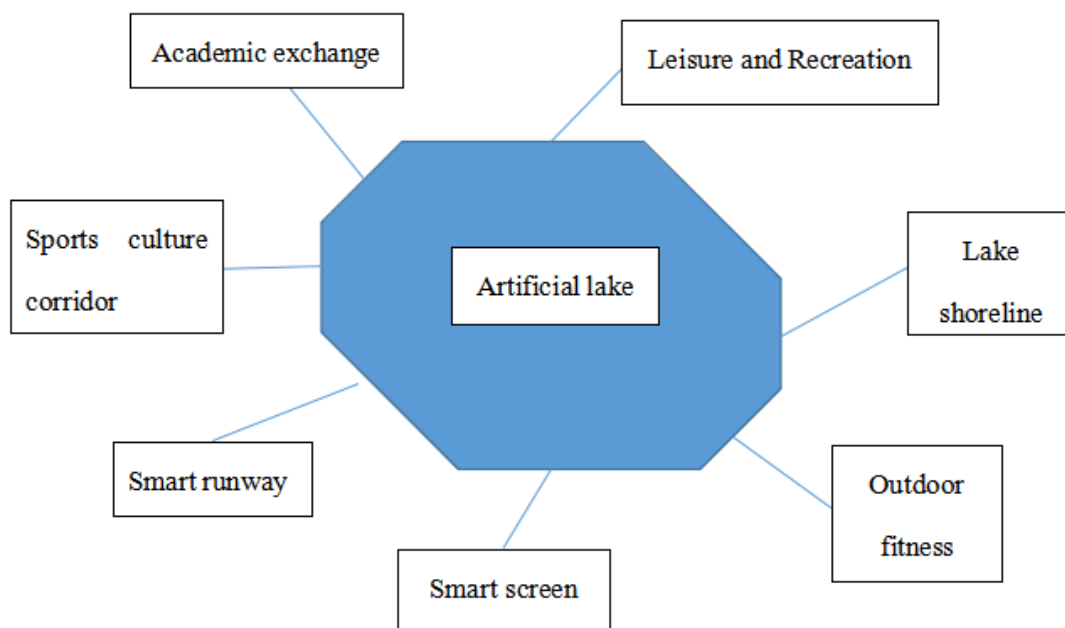 Academic exchange
Leisure and Recreation
Sports culture
corridor
Artificial lake
Lake
shoreline
Smart runway
Outdoor
fitness
Smart screen